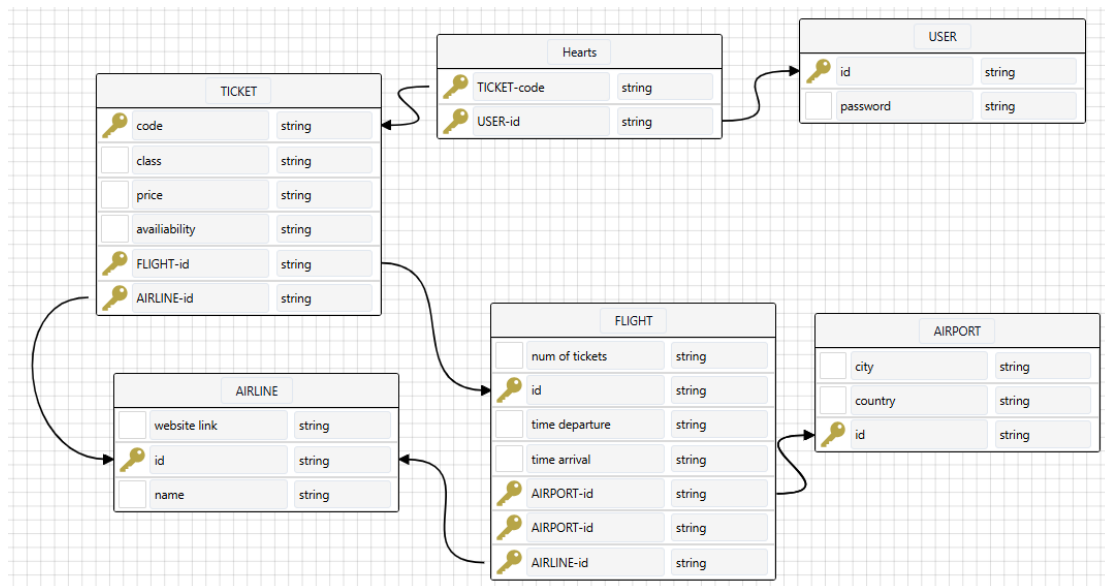 Hearts
TICKET-code string
USER-id string
USER
id string
password string
TICKET
code string
class string
price string
availiability string
FLIGHT-id string
AIRLINE-id string
FLIGHT
num of tickets string
id string
time departure string
time arrival string
AIRPORT-id string
AIRPORT-id string
AIRLINE-id string
AIRPORT
city string
country string
id string
AIRLINE
website link string
id string
name string